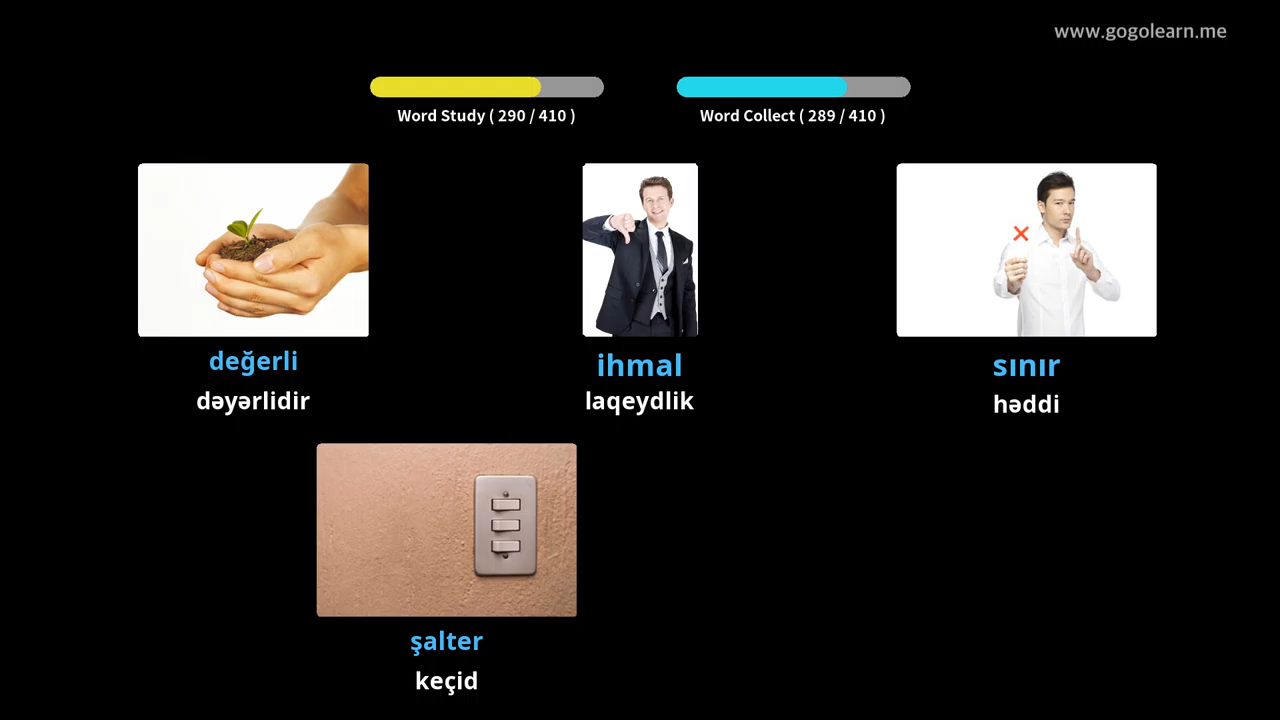 www.gogolearn.me
Word Study ( 290 / 410 )
Word Collect ( 289 / 410 )
değerli
dəyərlidir
ihmal
laqeydlik
sınır
həddi
şalter
keçid